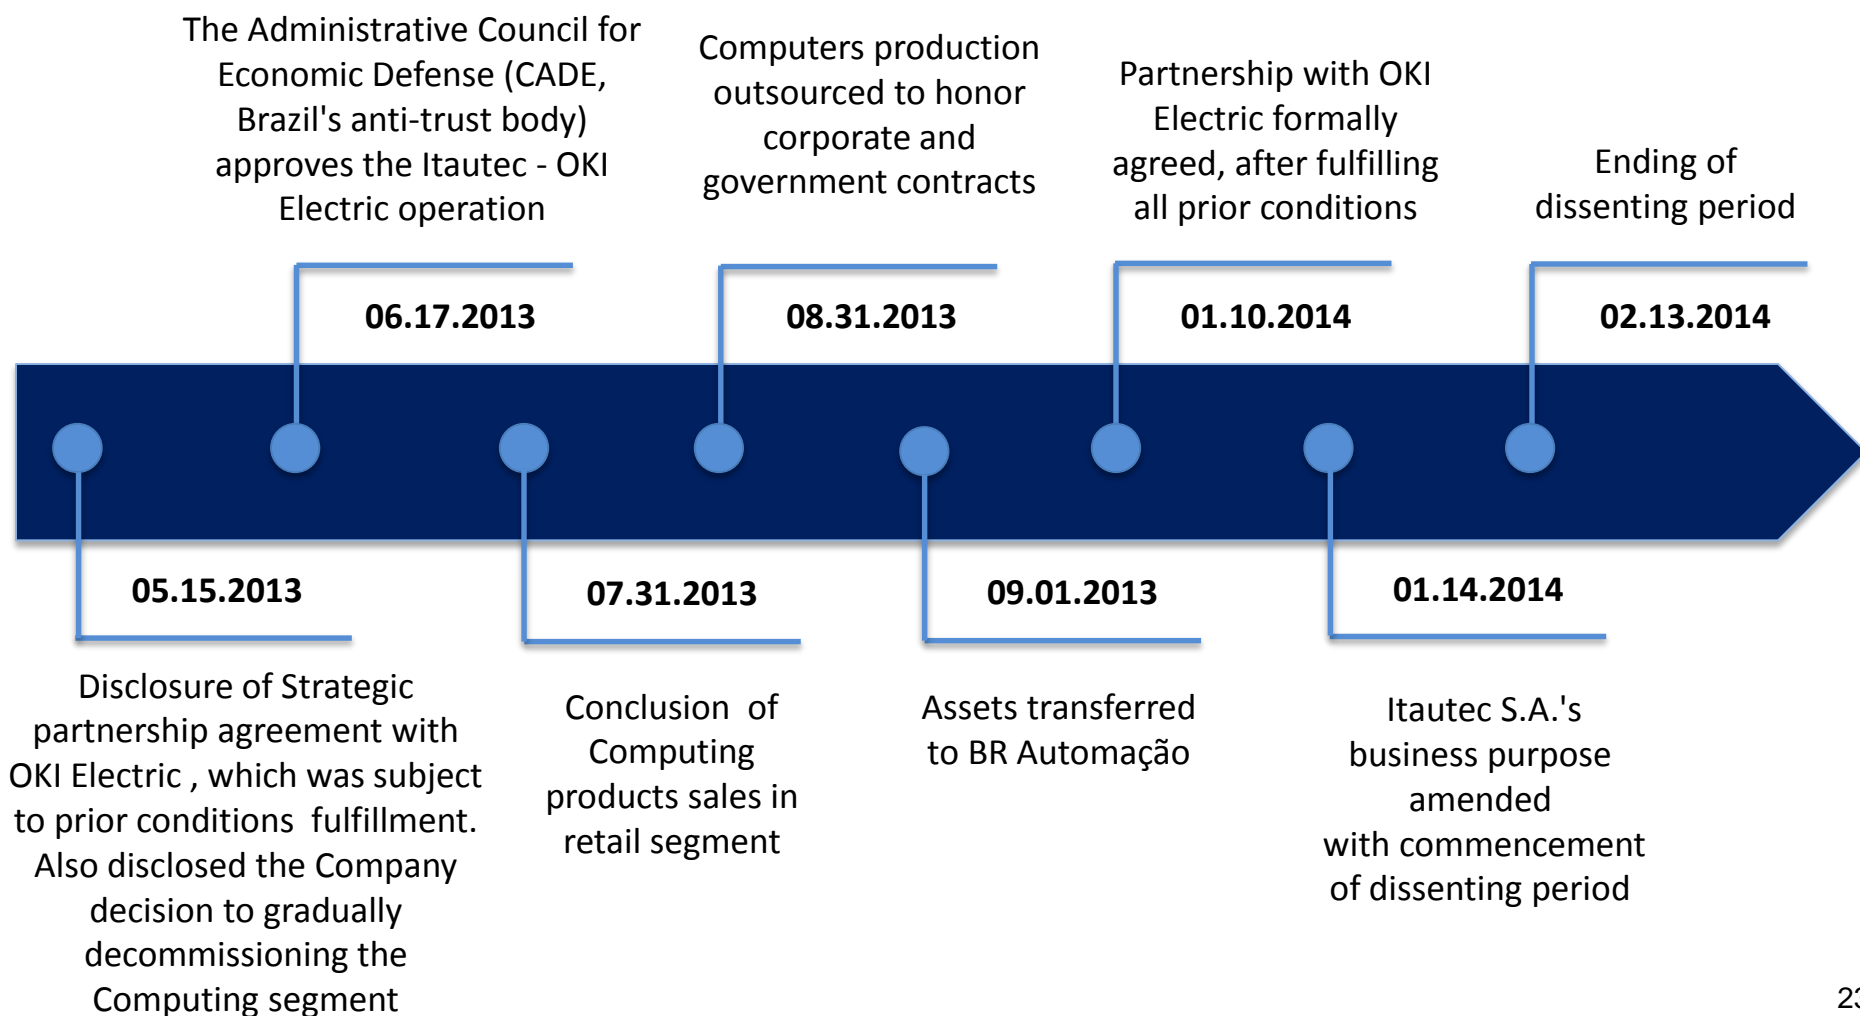 The Administrative Council for
Economic Defense (CADE,
Brazil's anti-trust body)
approves the Itautec - OKI
Electric operation
06.17.2013
Computers production
outsourced to honor
corporate and
government contracts
08.31.2013
Partnership with OKI
Electric formally
agreed, after fulfilling
all prior conditions
01.10.2014
Ending of
dissenting period
02.13.2014
05.15.2013
Disclosure of Strategic
partnership agreement with
OKI Electric , which was subject
to prior conditions  fulfillment.
Also disclosed the Company
decision to gradually
decommissioning the
Computing segment
07.31.2013
Conclusion  of
Computing
products sales in
retail segment
09.01.2013
Assets transferred
to BR Automação
01.14.2014
Itautec S.A.'s
business purpose
amended
with commencement
of dissenting period
23